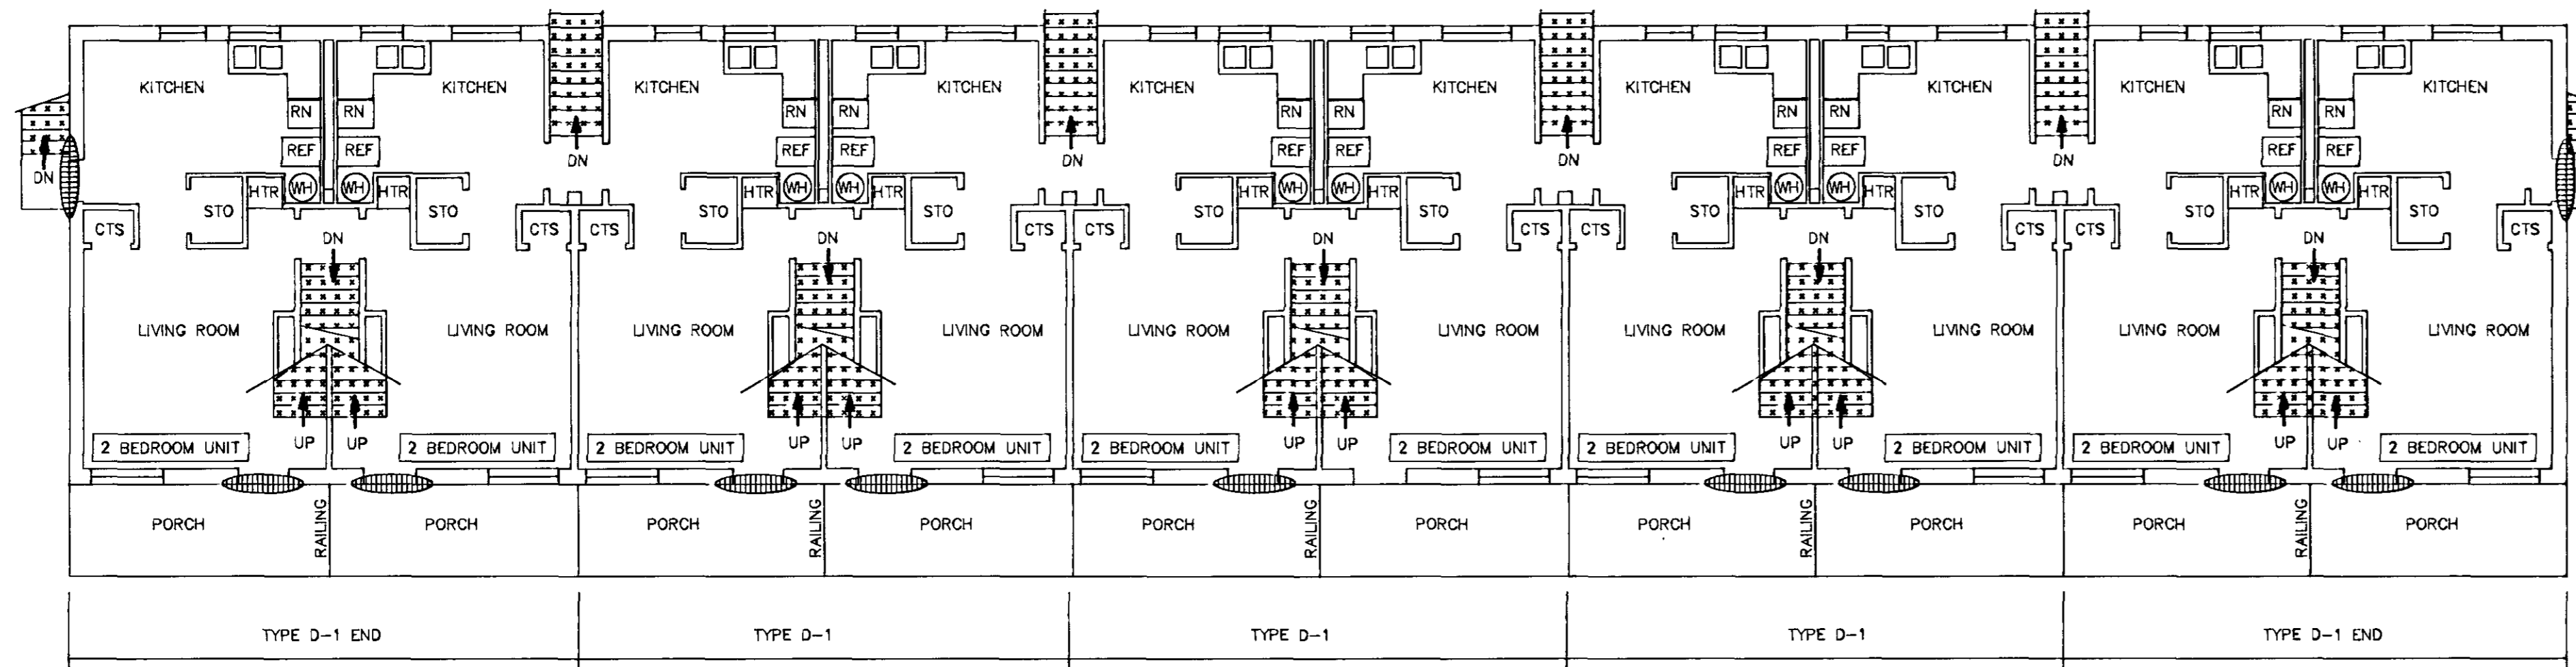 KITCHEN KITCHEN KITCHEN KITCHEN KITCHEN KITCHEN KITCHEN KITCHEN KITCHEN KITCHEN
RN RN RN RN RN RN RN RN RN RN
REF REF REF REF REF REF REF REF REF REF
DN DN DN DN DN
HTR WH WH HTR HTR WH WH HTR HTR WH WH HTR HTR WH WH HTR HTR WH WH HTR
STO STO STO STO STO STO STO STO STO STO
CTS CTS CTS CTS CTS CTS CTS CTS CTS CTS
DN DN DN DN DN
LIVING ROOM LIVING ROOM LIVING ROOM LIVING ROOM LIVING ROOM LIVING ROOM LIVING ROOM LIVING ROOM LIVING ROOM LIVING ROOM
UP UP UP UP UP UP UP UP UP UP
2 BEDROOM UNIT 2 BEDROOM UNIT 2 BEDROOM UNIT 2 BEDROOM UNIT 2 BEDROOM UNIT 2 BEDROOM UNIT 2 BEDROOM UNIT 2 BEDROOM UNIT 2 BEDROOM UNIT 2 BEDROOM UNIT
PORCH RAILING PORCH PORCH RAILING PORCH PORCH RAILING PORCH PORCH RAILING PORCH PORCH RAILING PORCH
TYPE D-1 END TYPE D-1 TYPE D-1 TYPE D-1 TYPE D-1 END